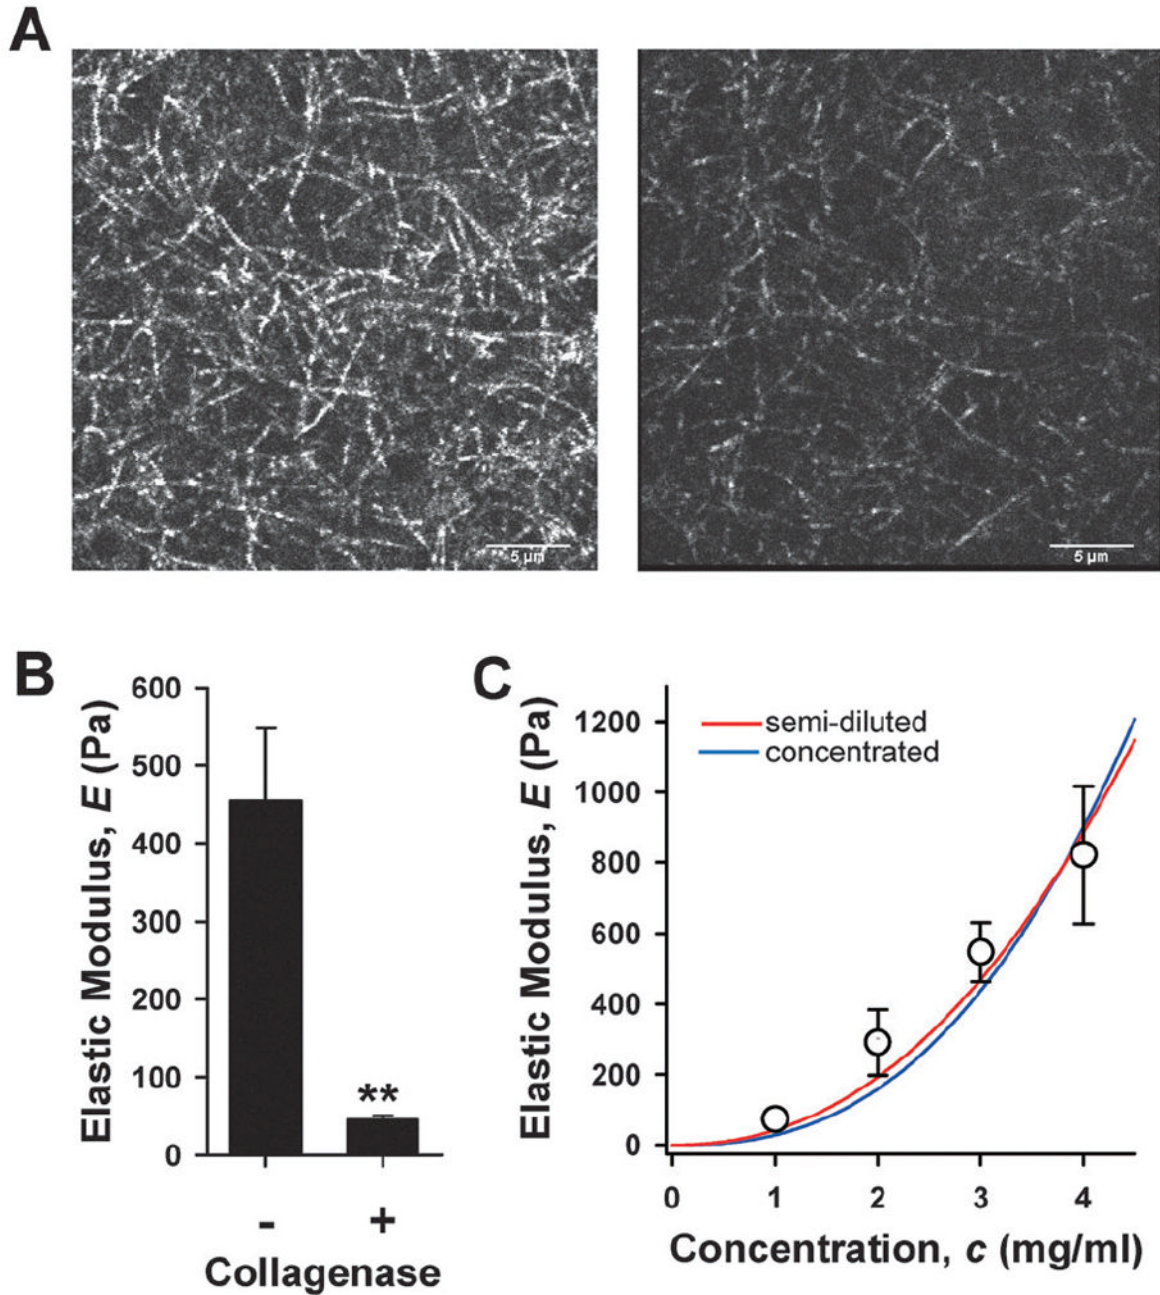 A
5 µm
5 µm
B
600
500
400
300
200
100
0
Elastic Modulus, E (Pa)
**
- +
Collagenase
C
semi-diluted
concentrated
1200
1000
800
600
400
200
0
Elastic Modulus, E (Pa)
0 1 2 3 4
Concentration, c (mg/ml)